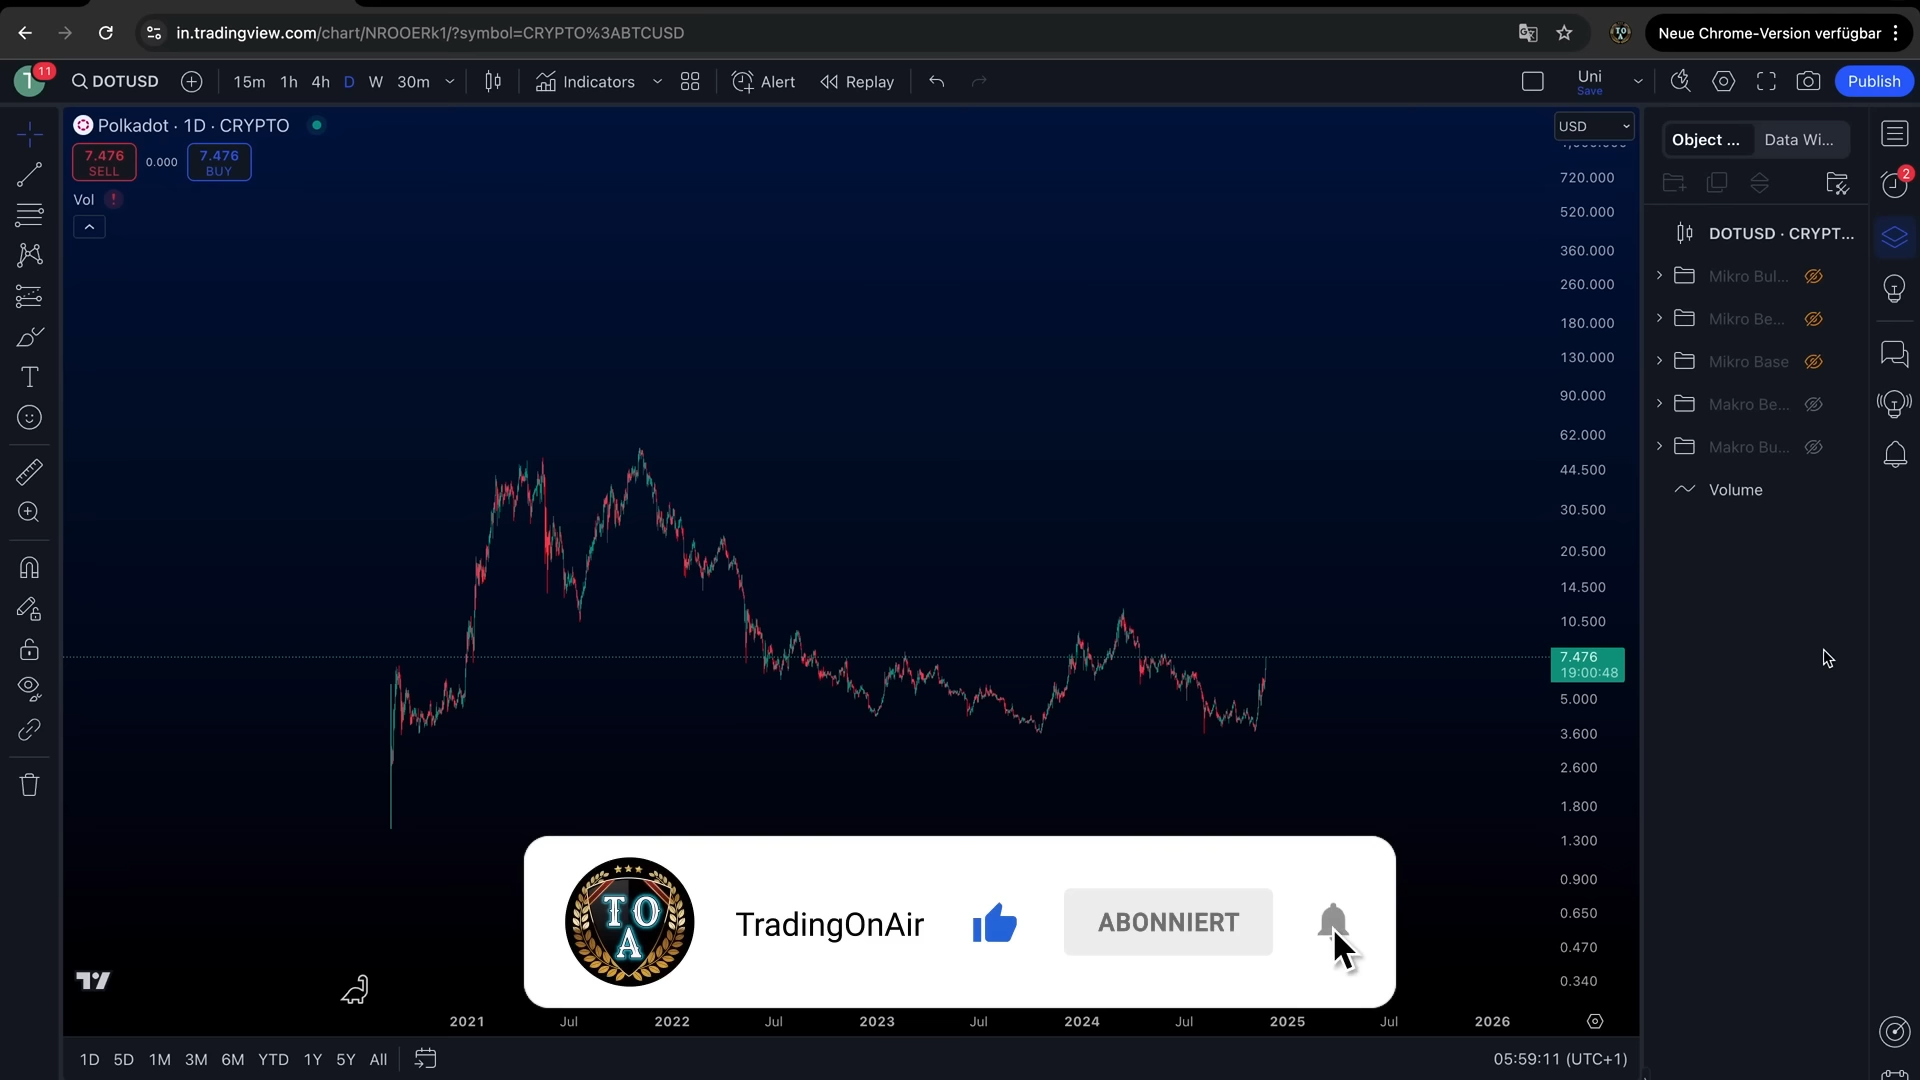 in.tradingview.com/chart/NROOERk1/?symbol=CRYPTO%3ABTCUSD
Neue Chrome-Version verfügbar
T
11
DOTUSD
15m 1h 4h D W 30m
Indicators
Alert
Replay
Uni
Save
Publish
Polkadot · 1D · CRYPTO
7.476
SELL
0.000
7.476
BUY
Vol
USD
720.000
520.000
360.000
260.000
180.000
130.000
90.000
62.000
44.500
30.500
20.500
14.500
10.500
7.476
19:00:48
5.000
3.600
2.600
1.800
1.300
0.900
0.650
0.470
0.340
Object ...
Data Wi...
2
DOTUSD · CRYPT...
Mikro Bul...
Mikro Be...
Mikro Base
Makro Be...
Makro Bu...
Volume
TOA
TradingOnAir
ABONNIERT
2021 Jul 2022 Jul 2023 Jul 2024 Jul 2025 Jul 2026
1D 5D 1M 3M 6M YTD 1Y 5Y All
05:59:11 (UTC+1)